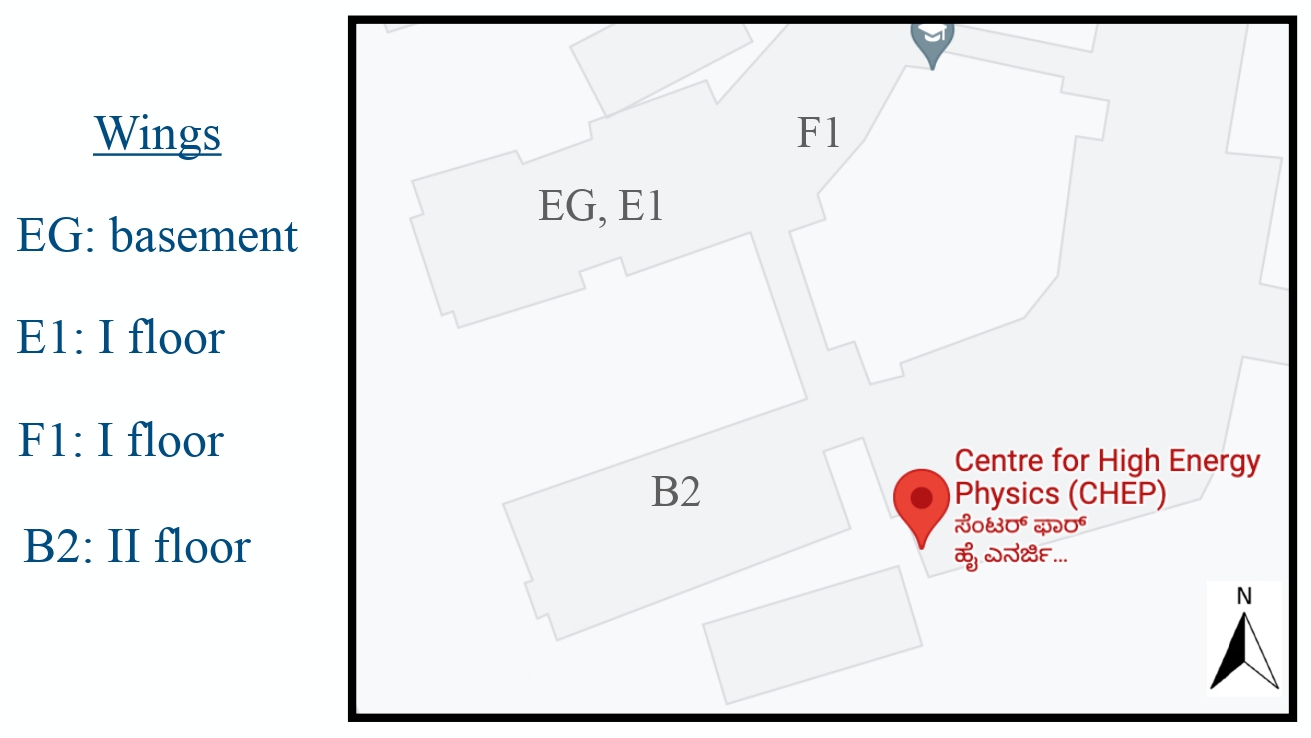 Wings
EG: basement
E1: I floor
F1: I floor
B2: II floor
F1
EG, E1
B2
Centre for High Energy
Physics (CHEP)
ಸೆಂಟರ್ ಫಾರ್
ಹೈ ಎನರ್ಜಿ...
N